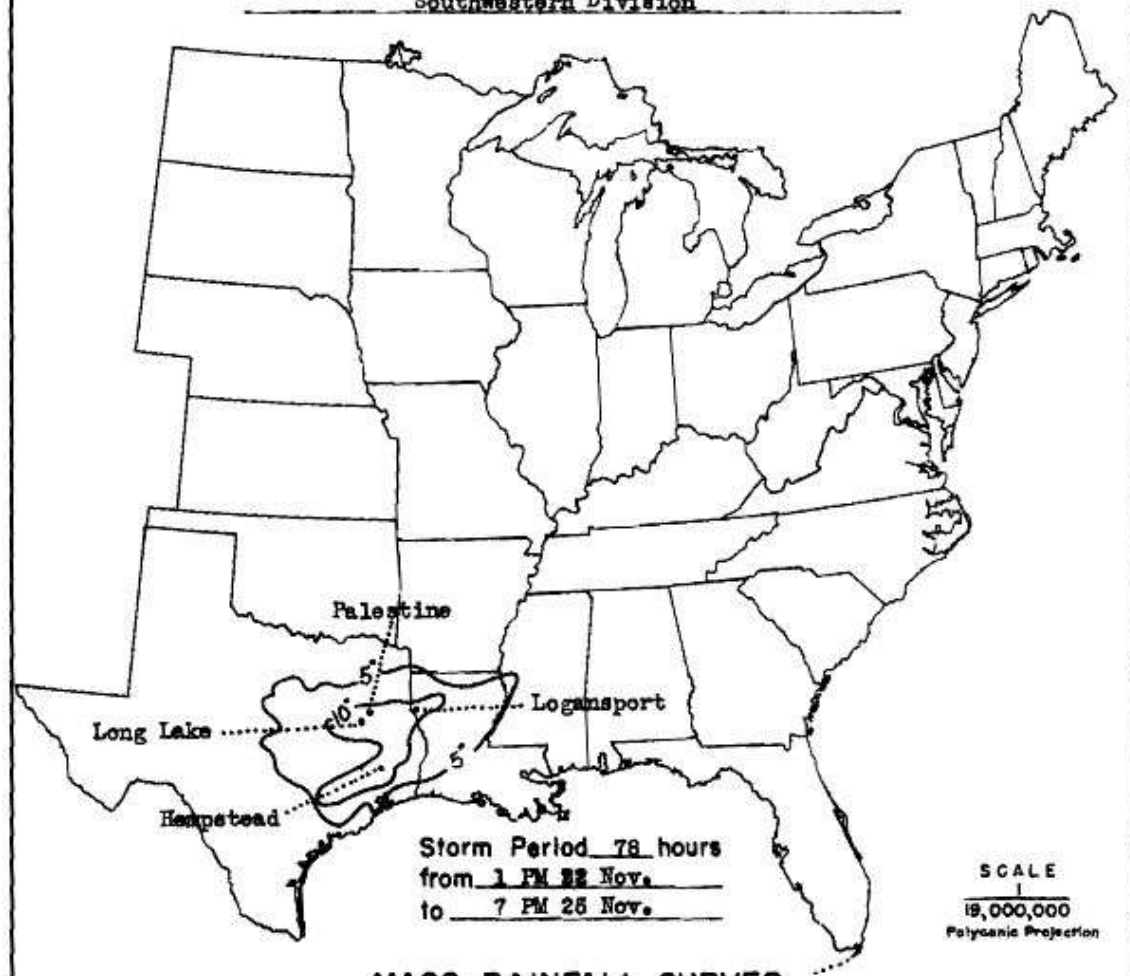 Southwestern Division
Palestine
5"
10"
Logansport
Long Lake
5"
Hempstead
Storm Period 78 hours
from 1 PM 22 Nov.
to 7 PM 25 Nov.
SCALE
1
19,000,000
Polyconic Projection
MASS RAINFALL CURVES